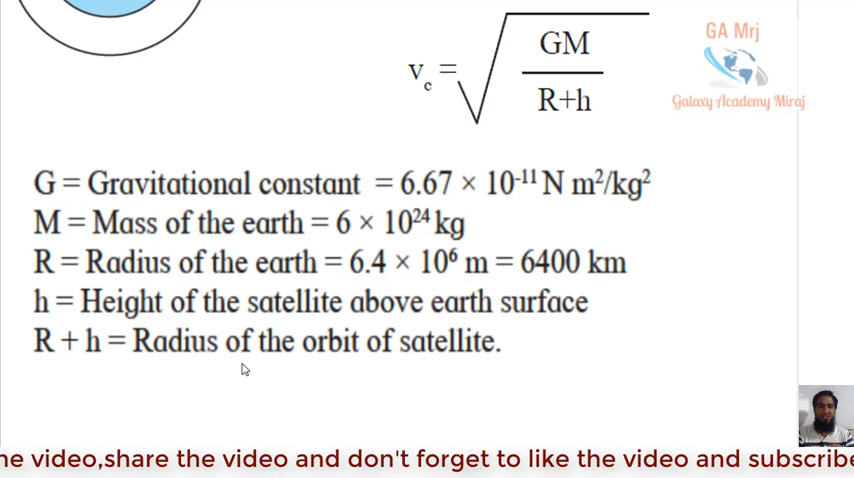 GA Mrj
Galaxy Academy Miraj
v_c = √(GM / (R+h))
G = Gravitational constant = 6.67 × 10⁻¹¹ N m²/kg²
M = Mass of the earth = 6 × 10²⁴ kg
R = Radius of the earth = 6.4 × 10⁶ m = 6400 km
h = Height of the satellite above earth surface
R + h = Radius of the orbit of satellite.
he video,share the video and don't forget to like the video and subscribe